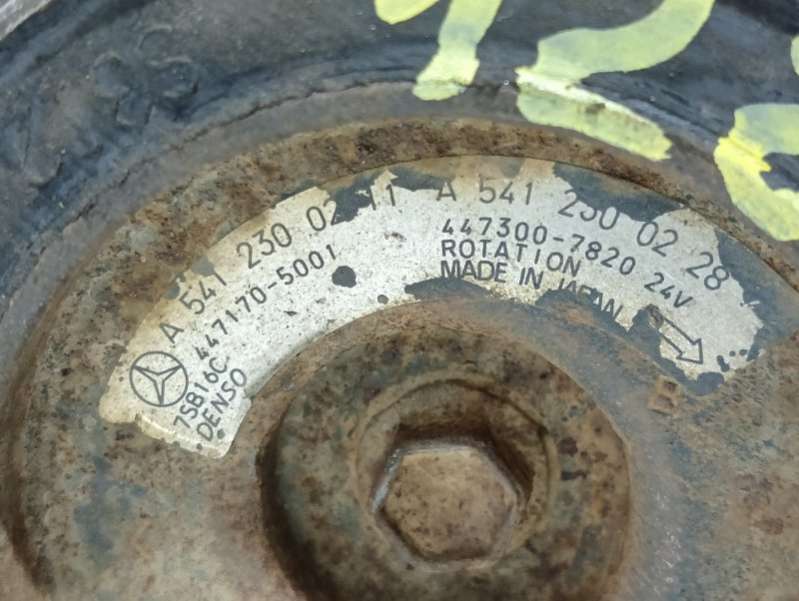 A 541 230 02 11 A 541 230 02 28
447170-5001
7SB16C
DENSO
447300-7820 24V
ROTATION
MADE IN JAPAN